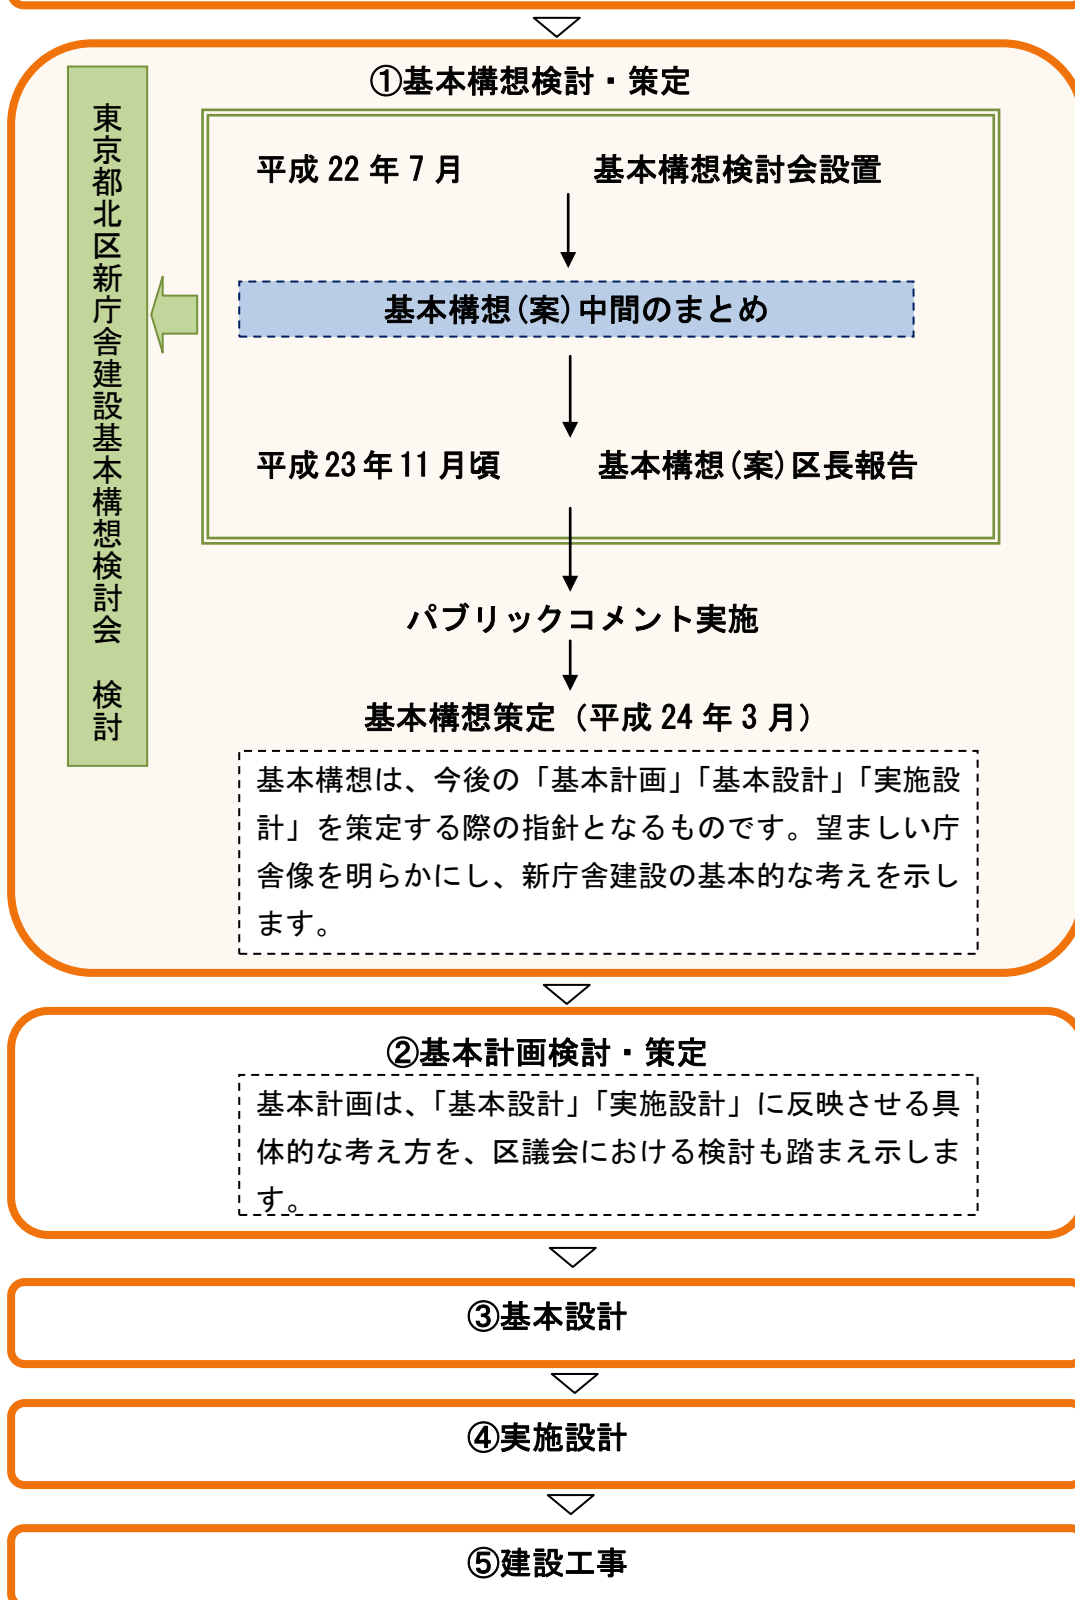 ①基本構想検討・策定
東京都北区新庁舎建設基本構想検討会　検討
平成 22 年 7 月　基本構想検討会設置
基本構想(案)中間のまとめ
平成 23 年 11 月頃　基本構想(案)区長報告
パブリックコメント実施
基本構想策定（平成 24 年 3 月）
基本構想は、今後の「基本計画」「基本設計」「実施設
計」を策定する際の指針となるものです。望ましい庁
舎像を明らかにし、新庁舎建設の基本的な考えを示し
ます。
②基本計画検討・策定
基本計画は、「基本設計」「実施設計」に反映させる具
体的な考え方を、区議会における検討も踏まえ示しま
す。
③基本設計
④実施設計
⑤建設工事